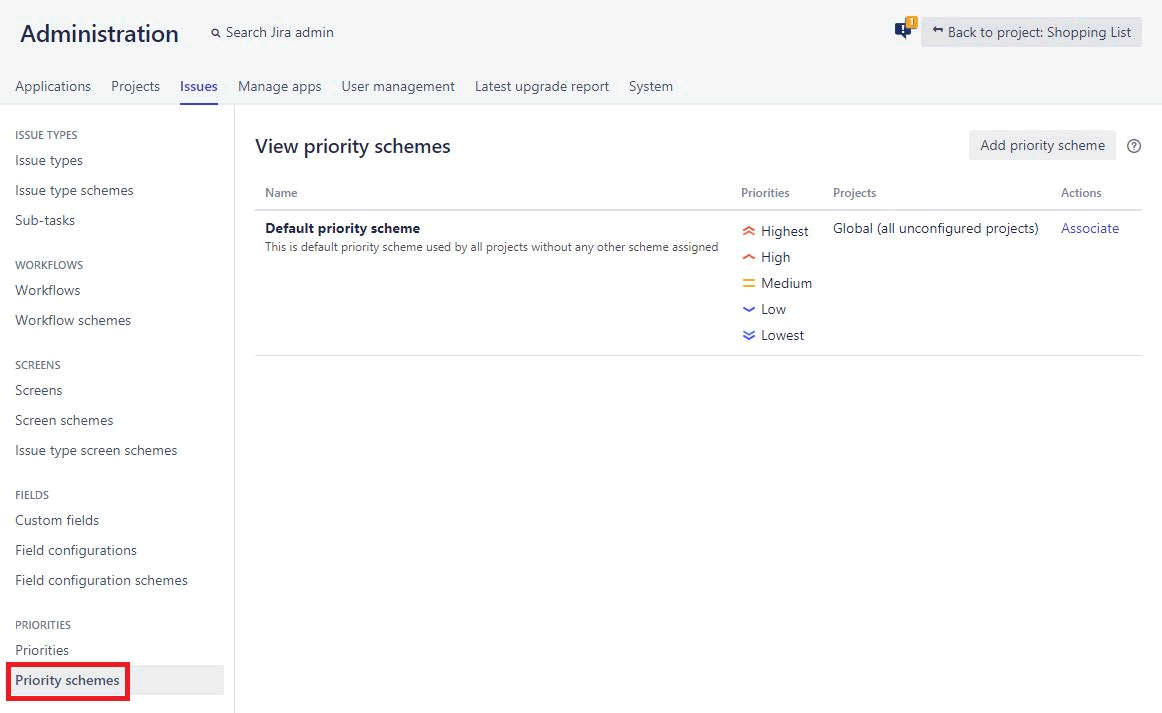 Administration
Search Jira admin
1
Back to project: Shopping List
Applications Projects Issues Manage apps User management Latest upgrade report System
ISSUE TYPES
Issue types
Issue type schemes
Sub-tasks
WORKFLOWS
Workflows
Workflow schemes
SCREENS
Screens
Screen schemes
Issue type screen schemes
FIELDS
Custom fields
Field configurations
Field configuration schemes
PRIORITIES
Priorities
Priority schemes
View priority schemes
Add priority scheme
Name Priorities Projects Actions
Default priority scheme
This is default priority scheme used by all projects without any other scheme assigned
Highest
High
Medium
Low
Lowest
Global (all unconfigured projects)
Associate